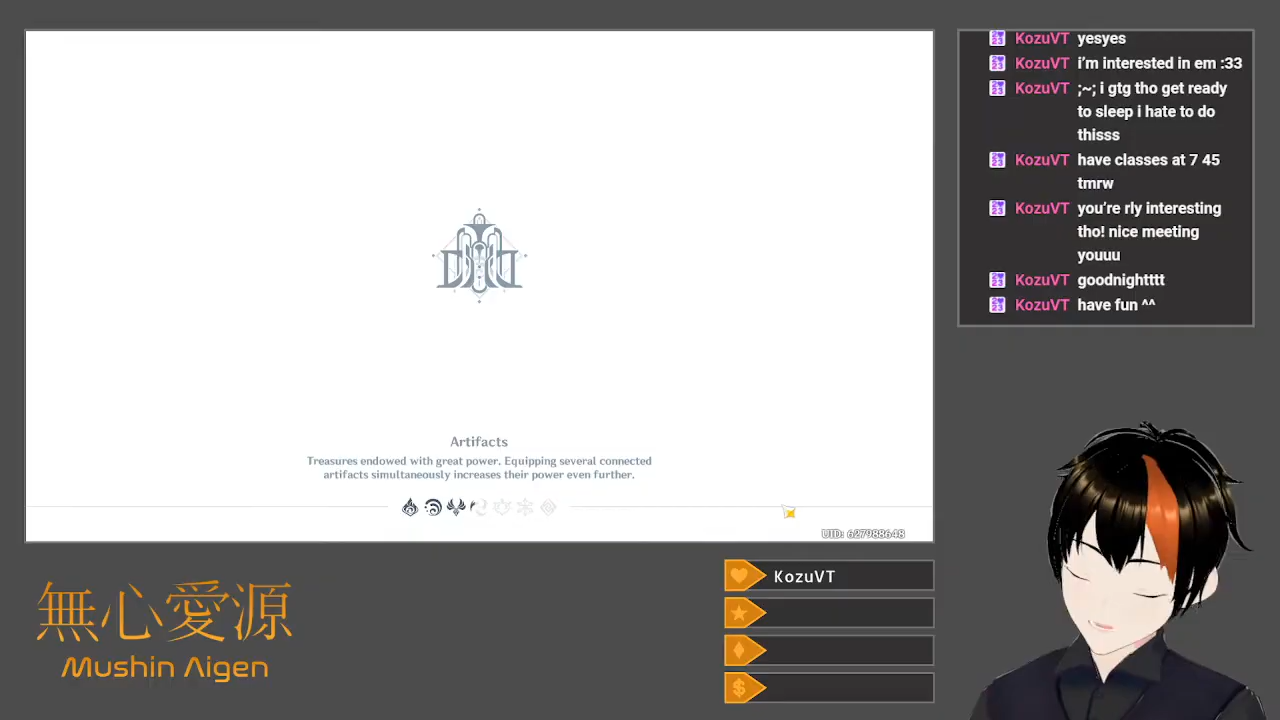 KozuVT yesyes
KozuVT i'm interested in em :33
KozuVT ;~; i gtg tho get ready
to sleep i hate to do
thisss
KozuVT have classes at 7 45
tmrw
KozuVT you're rly interesting
tho! nice meeting
youuu
KozuVT goodnightttt
KozuVT have fun ^^
Artifacts
Treasures endowed with great power. Equipping several connected
artifacts simultaneously increases their power even further.
UID: 627988648
KozuVT
無心愛源
Mushin Aigen